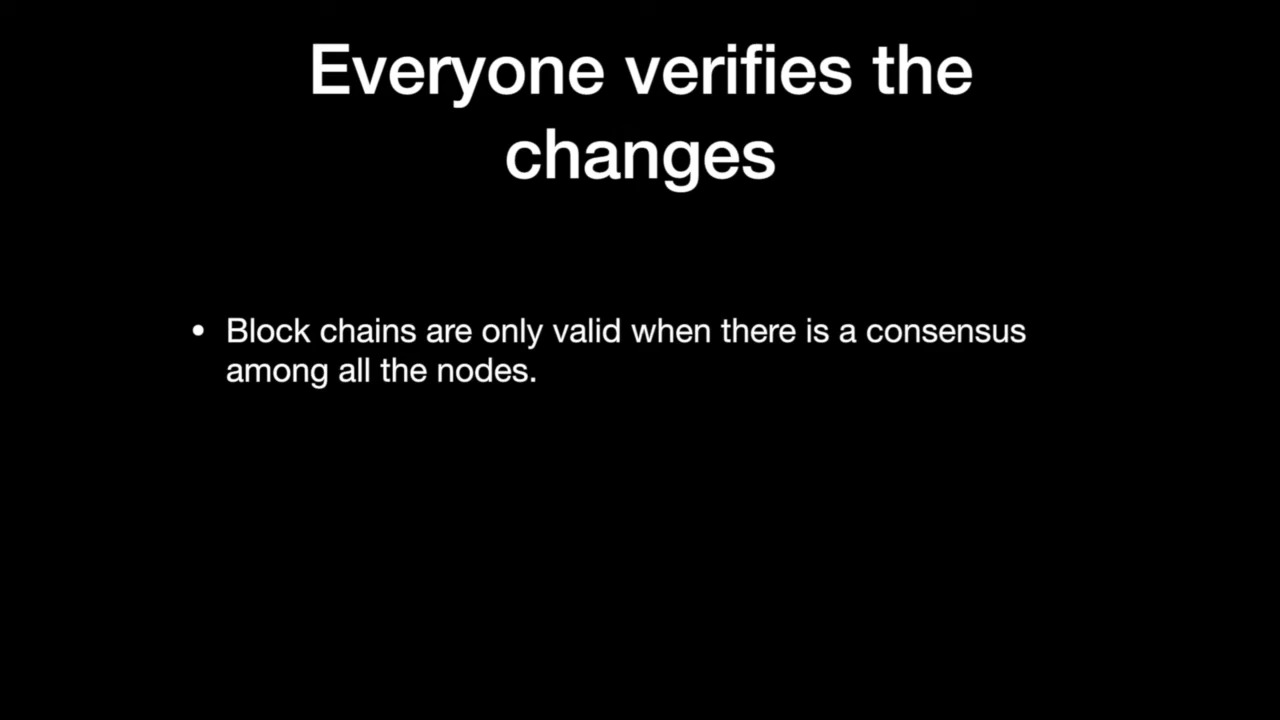 Everyone verifies the
changes
• Block chains are only valid when there is a consensus
among all the nodes.